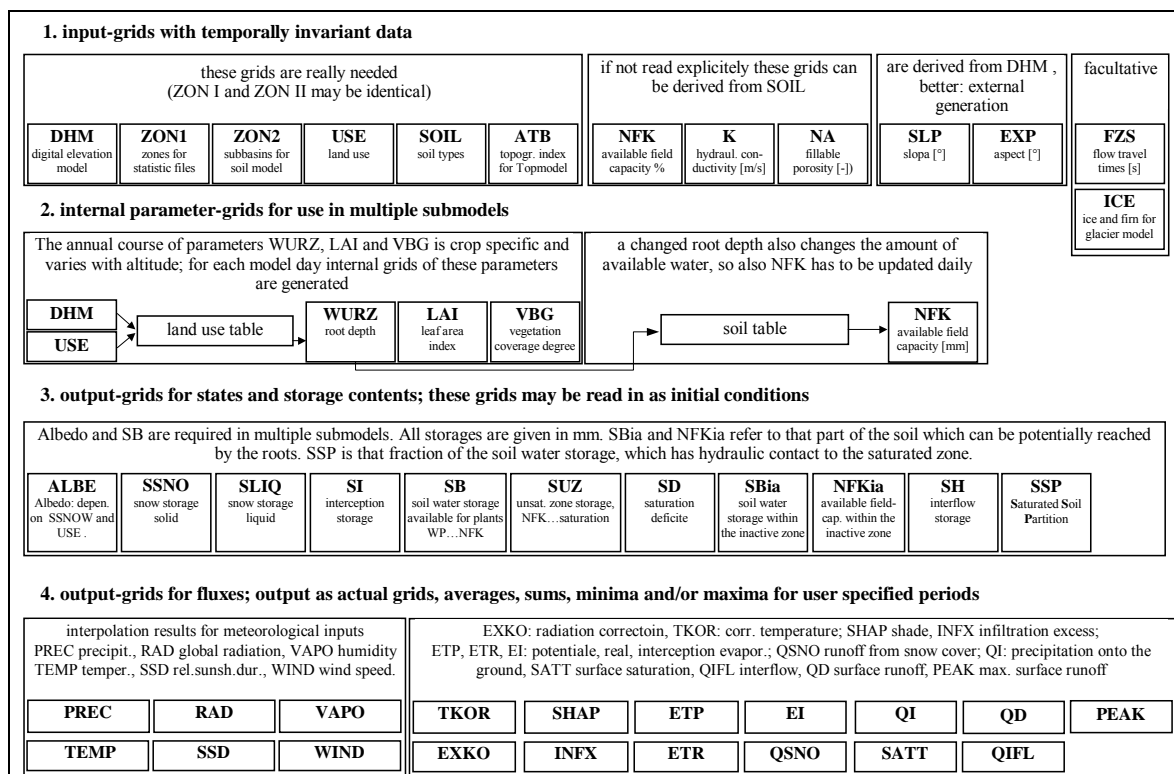 1. input-grids with temporally invariant data
these grids are really needed
(ZON I and ZON II may be identical)
DHM
digital elevation
model
ZON1
zones for
statistic files
ZON2
subbasins for
soil model
USE
land use
SOIL
soil types
ATB
topogr. index
for Topmodel
if not read explicitely these grids can
be derived from SOIL
NFK
available field
capacity %
K
hydraul. con-
ductivity [m/s]
NA
fillable
porosity [-])
are derived from DHM ,
better: external
generation
SLP
slopa [°]
EXP
aspect [°]
facultative
FZS
flow travel
times [s]
ICE
ice and firn for
glacier model
2. internal parameter-grids for use in multiple submodels
The annual course of parameters WURZ, LAI and VBG is crop specific and
varies with altitude; for each model day internal grids of these parameters
are generated
DHM
USE
land use table
WURZ
root depth
LAI
leaf area
index
VBG
vegetation
coverage degree
a changed root depth also changes the amount of
available water, so also NFK has to be updated daily
soil table
NFK
available field
capacity [mm]
3. output-grids for states and storage contents; these grids may be read in as initial conditions
Albedo and SB are required in multiple submodels. All storages are given in mm. SBia and NFKia refer to that part of the soil which can be potentially reached
by the roots. SSP is that fraction of the soil water storage, which has hydraulic contact to the saturated zone.
ALBE
Albedo: depen.
on SSNOW and
USE .
SSNO
snow storage
solid
SLIQ
snow storage
liquid
SI
interception
storage
SB
soil water storage
available for plants
WP…NFK
SUZ
unsat. zone storage,
NFK…saturation
SD
saturation
deficite
SBia
soil water
storage within
the inactive zone
NFKia
available field-
cap. within the
inactive zone
SH
interflow
storage
SSP
Saturated Soil
Partition
4. output-grids for fluxes; output as actual grids, averages, sums, minima and/or maxima for user specified periods
interpolation results for meteorological inputs
PREC precipit., RAD global radiation, VAPO humidity
TEMP temper., SSD rel.sunsh.dur., WIND wind speed.
PREC
RAD
VAPO
TEMP
SSD
WIND
EXKO: radiation correctoin, TKOR: corr. temperature; SHAP shade, INFX infiltration excess;
ETP, ETR, EI: potentiale, real, interception evapor.; QSNO runoff from snow cover; QI: precipitation onto the
ground, SATT surface saturation, QIFL interflow, QD surface runoff, PEAK max. surface runoff
TKOR
SHAP
ETP
EI
QI
QD
PEAK
EXKO
INFX
ETR
QSNO
SATT
QIFL